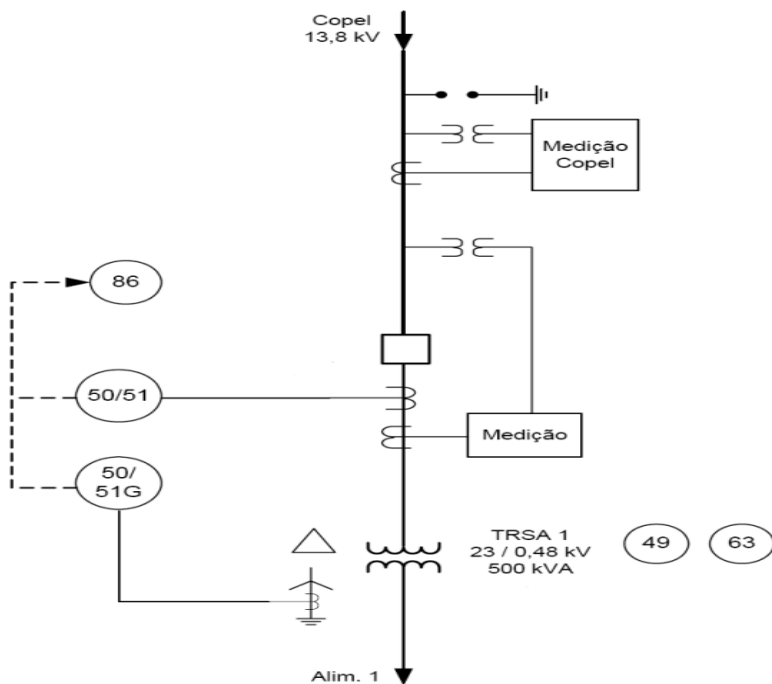 Copel
13,8 kV
Medição
Copel
86
50/51
Medição
50/
51G
TRSA 1
23 / 0,48 kV
500 kVA
49
63
Alim. 1